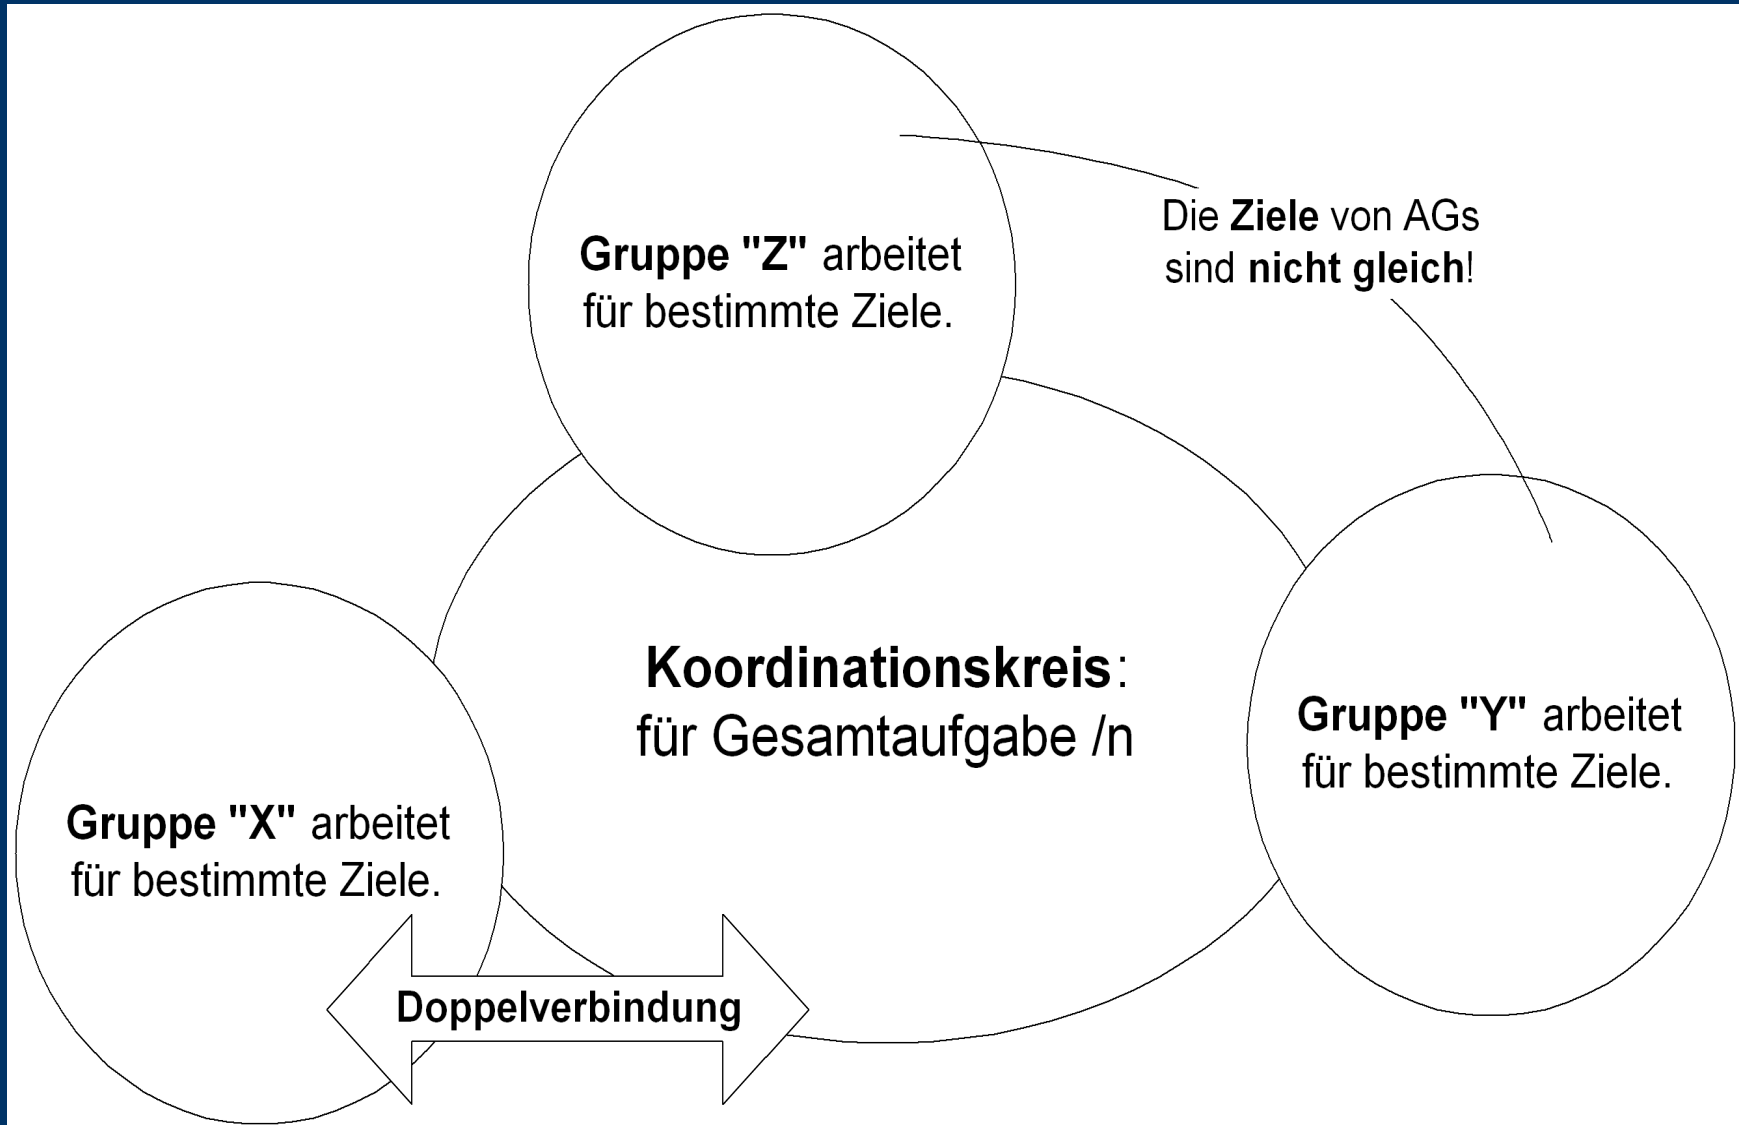 Gruppe "Z" arbeitet
für bestimmte Ziele.
Die Ziele von AGs
sind nicht gleich!
Koordinationskreis:
für Gesamtaufgabe /n
Gruppe "Y" arbeitet
für bestimmte Ziele.
Gruppe "X" arbeitet
für bestimmte Ziele.
Doppelverbindung